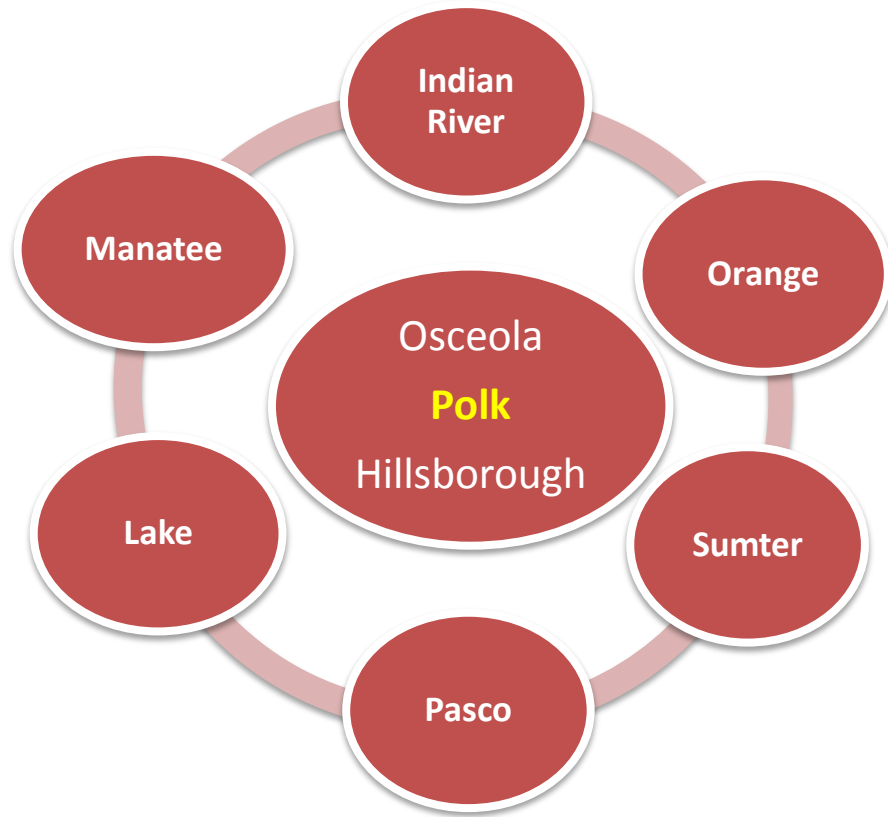 Indian
River
Manatee
Orange
Osceola
Polk
Hillsborough
Lake
Sumter
Pasco